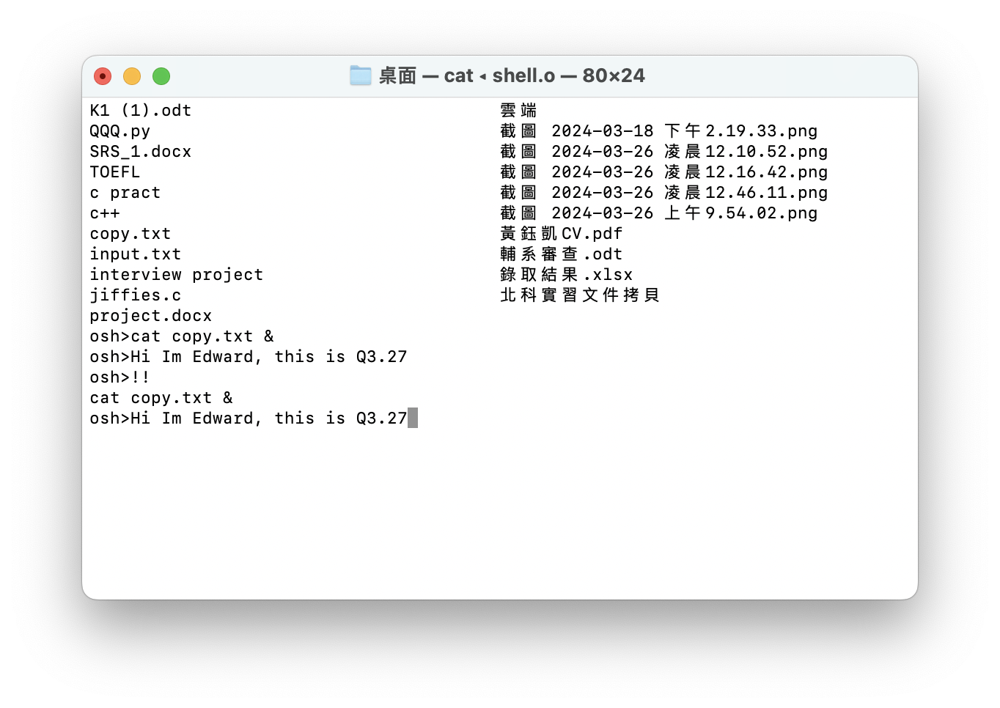 桌面 — cat ◂ shell.o — 80×24
K1 (1).odt 雲端
QQQ.py 截圖 2024-03-18 下午2.19.33.png
SRS_1.docx 截圖 2024-03-26 凌晨12.10.52.png
TOEFL 截圖 2024-03-26 凌晨12.16.42.png
c pract 截圖 2024-03-26 凌晨12.46.11.png
c++ 截圖 2024-03-26 上午9.54.02.png
copy.txt 黃鈺凱CV.pdf
input.txt 輔系審查.odt
interview project 錄取結果.xlsx
jiffies.c 北科實習文件拷貝
project.docx
osh>cat copy.txt &
osh>Hi Im Edward, this is Q3.27
osh>!!
cat copy.txt &
osh>Hi Im Edward, this is Q3.27